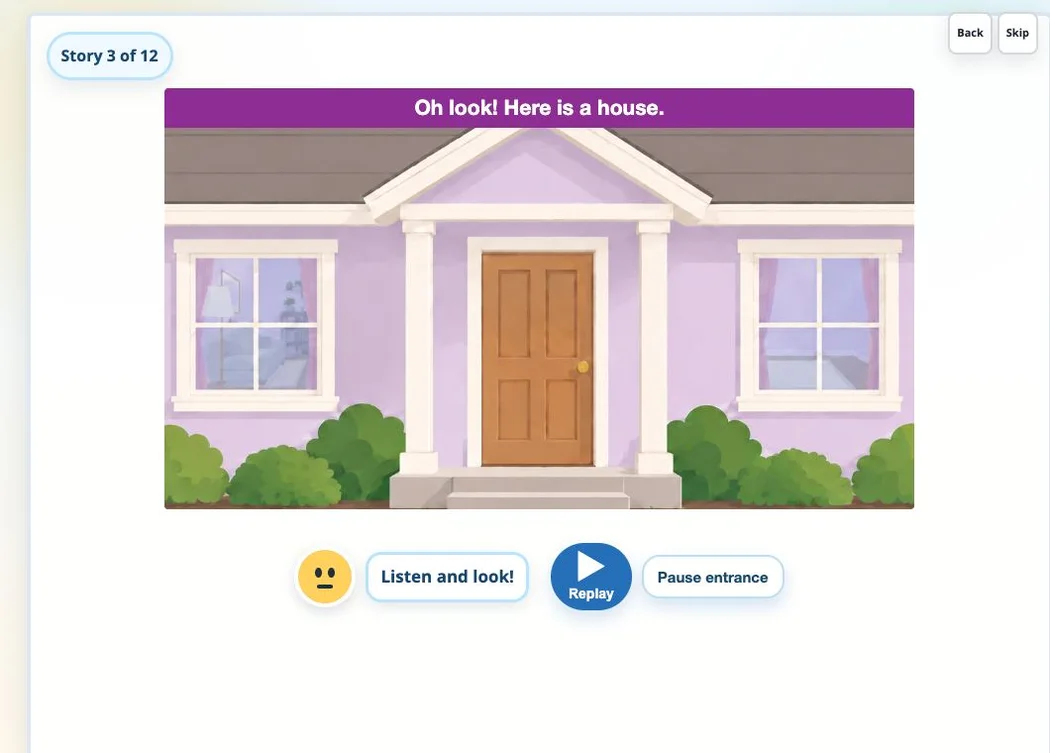 Story 3 of 12
Back
Skip
Oh look! Here is a house.
Listen and look!
Replay
Pause entrance